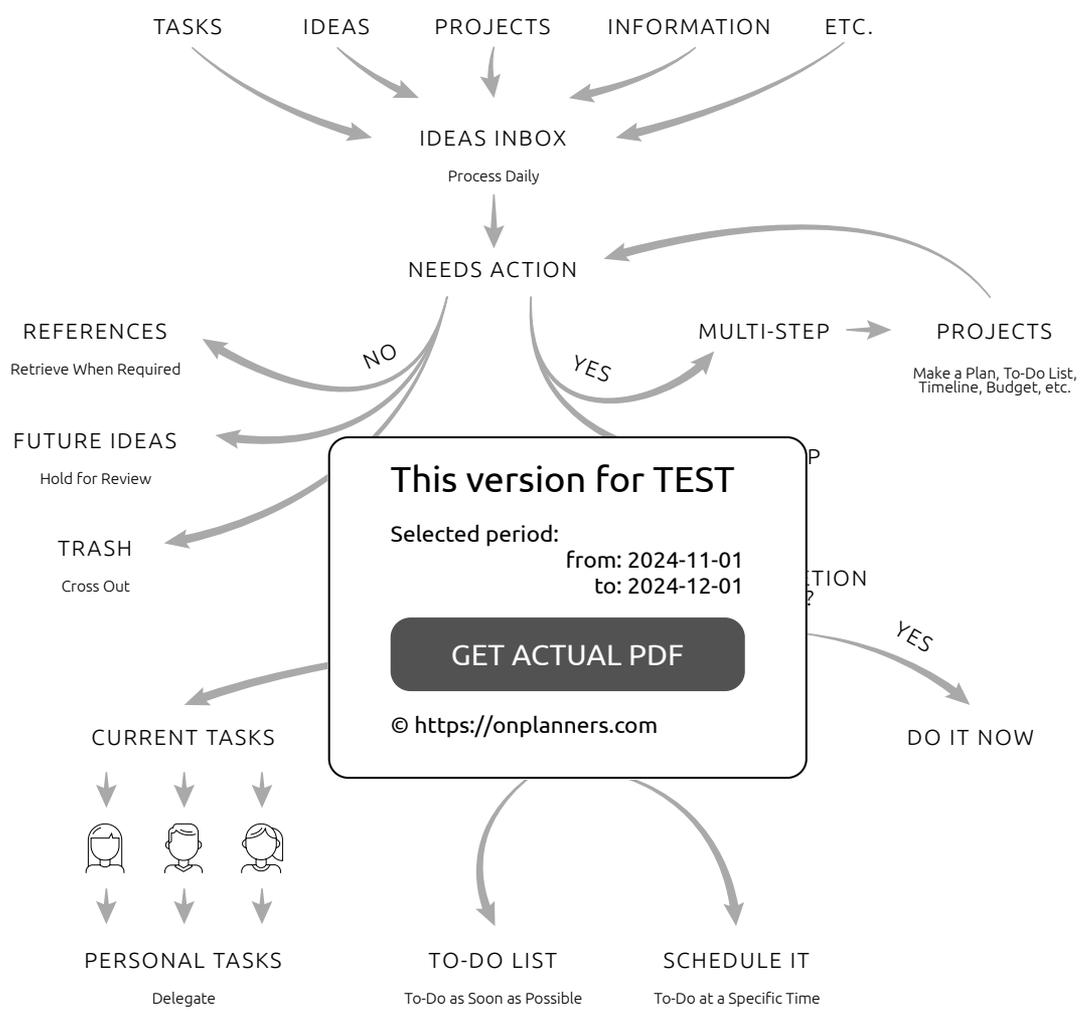 TASKS
IDEAS
PROJECTS
INFORMATION
ETC.
IDEAS INBOX
Process Daily
NEEDS ACTION
REFERENCES
Retrieve When Required
NO
YES
MULTI-STEP
PROJECTS
Make a Plan, To-Do List,
Timeline, Budget, etc.
FUTURE IDEAS
Hold for Review
TRASH
Cross Out
This version for TEST
Selected period:
from: 2024-11-01
to: 2024-12-01
GET ACTUAL PDF
© https://onplanners.com
YES
CURRENT TASKS
DO IT NOW
PERSONAL TASKS
Delegate
TO-DO LIST
To-Do as Soon as Possible
SCHEDULE IT
To-Do at a Specific Time